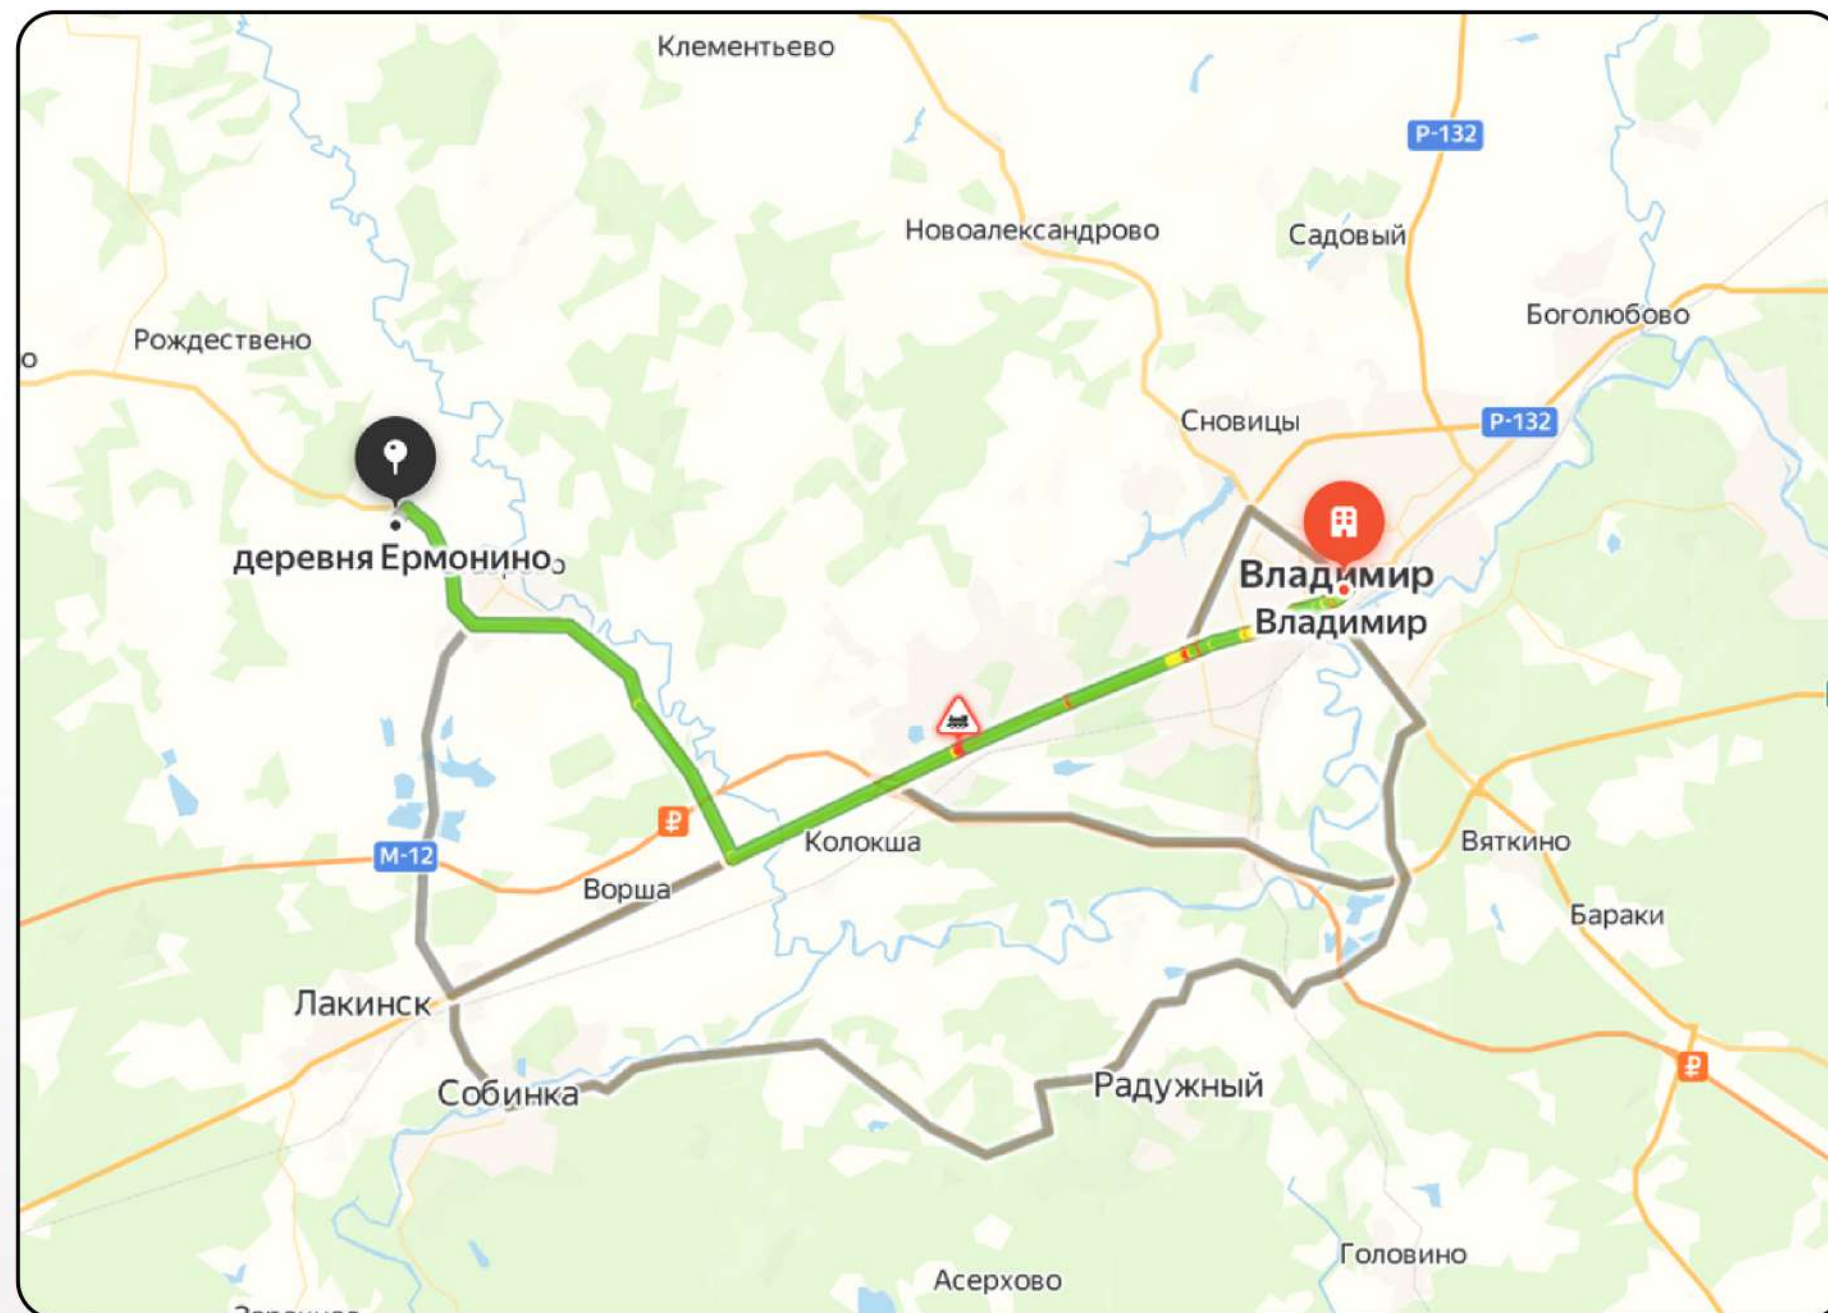 Клементьево
Р-132
Новоалександрово
Садовый
Боголюбово
Рождествено
о
Сновицы
Р-132
деревня Ермонино
Владимир
Владимир
₽
Колокша
Вяткино
М-12
Ворша
Бараки
Лакинск
₽
Собинка
Радужный
Головино
Асерхово